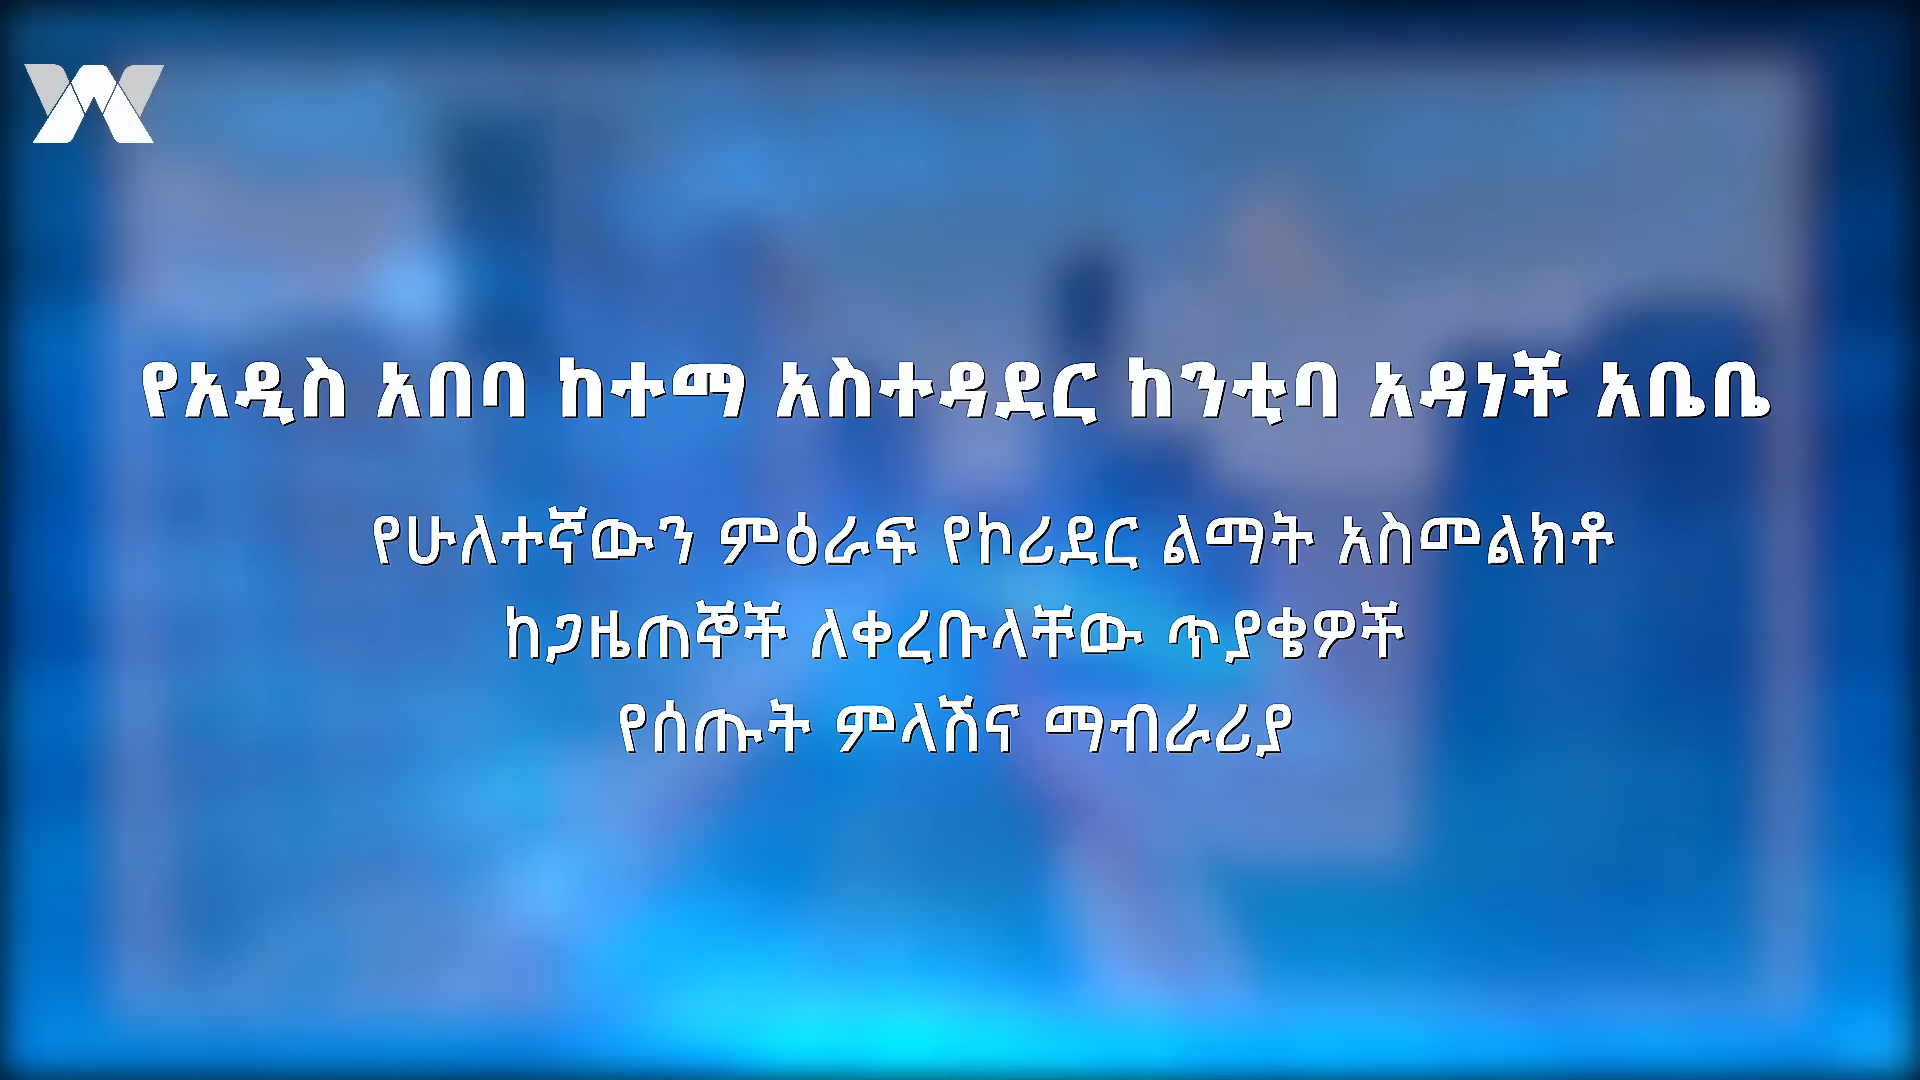 የአዲስ አበባ ከተማ አስተዳደር ከንቲባ አዳነች አቤቤ
የሁለተኛውን ምዕራፍ የኮሪደር ልማት አስመልክቶ
ከጋዜጠኞች ለቀረቡላቸው ጥያቄዎች
የሰጡት ምላሽና ማብራሪያ